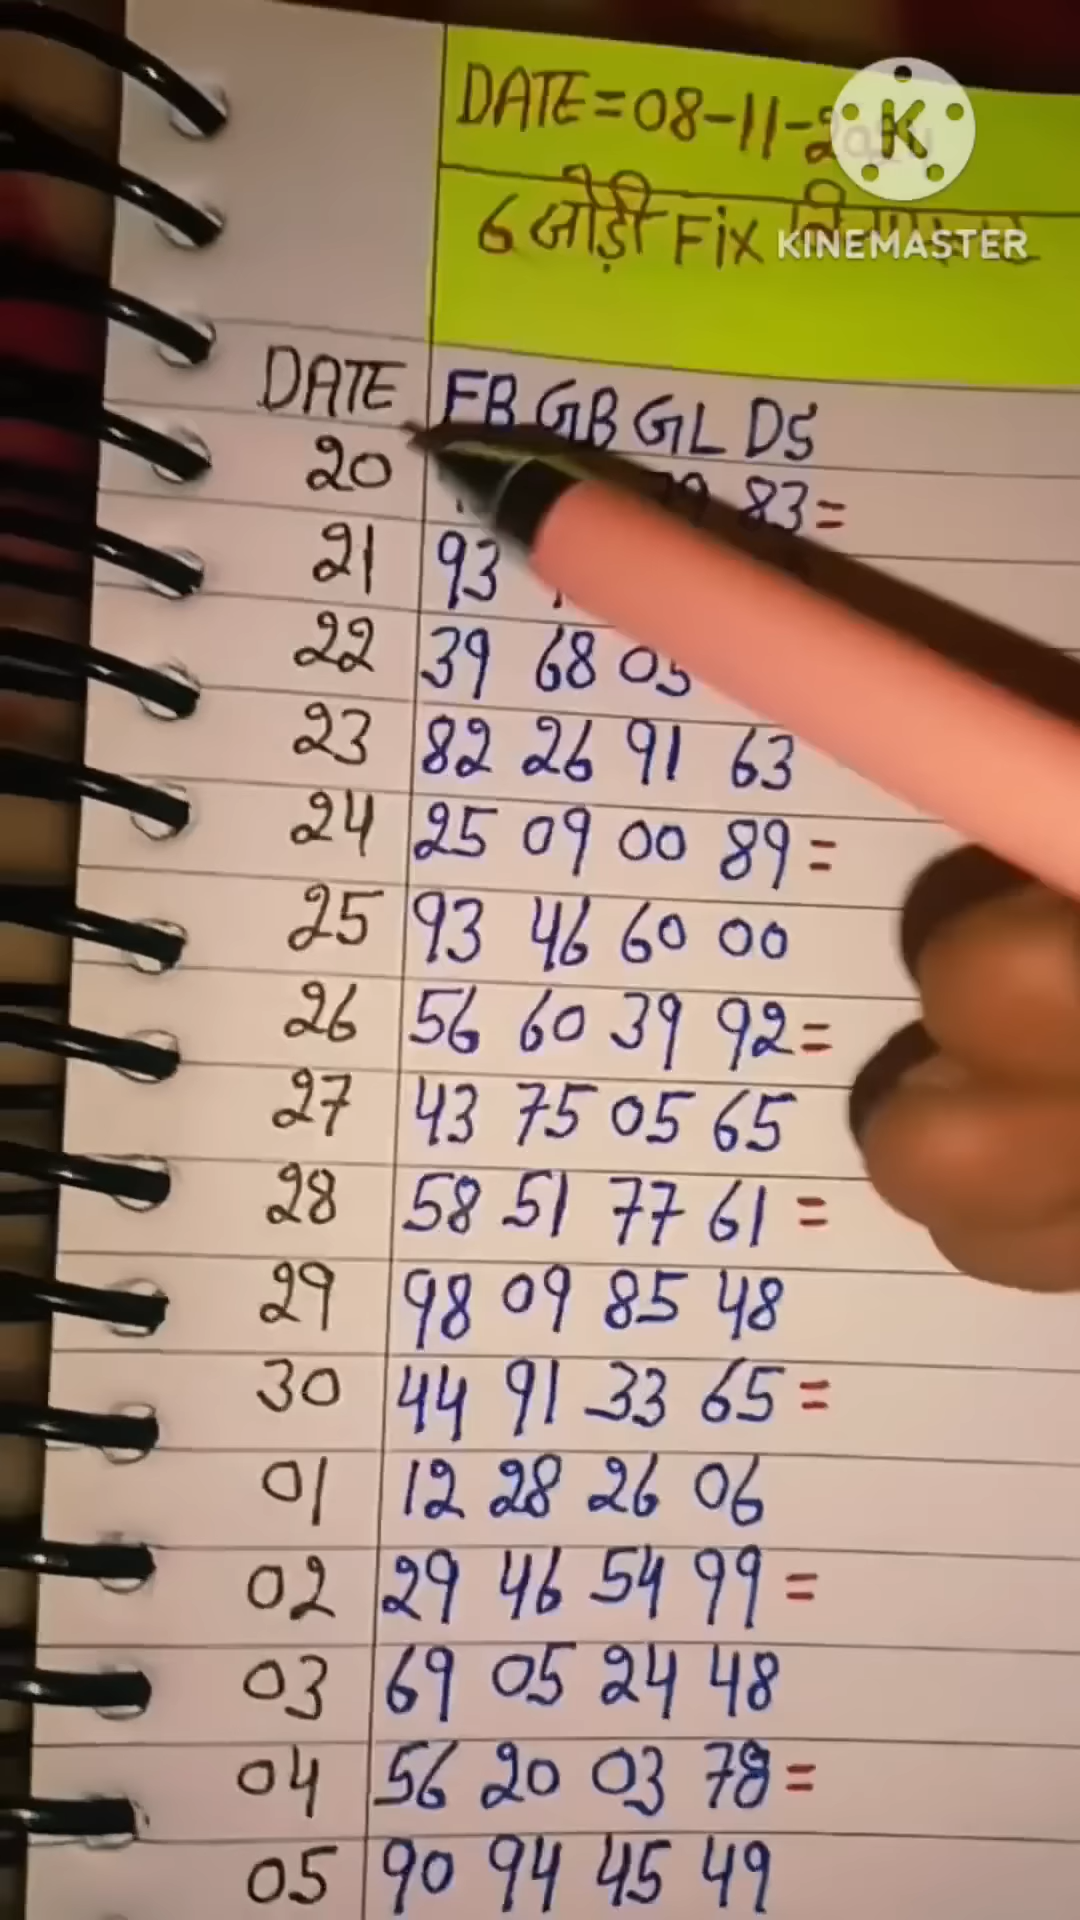 DATE=08-11-2024
6 जोड़ी Fix
K
KINEMASTER
DATE FB GB GL DS
20 83=
21 93
22 39 68 05
23 82 26 91 63
24 25 09 00 89=
25 93 46 60 00
26 56 60 39 92=
27 43 75 05 65
28 58 51 77 61=
29 98 09 85 48
30 44 91 33 65=
01 12 28 26 06
02 29 46 54 99=
03 69 05 24 48
04 56 20 03 78=
05 90 94 45 49